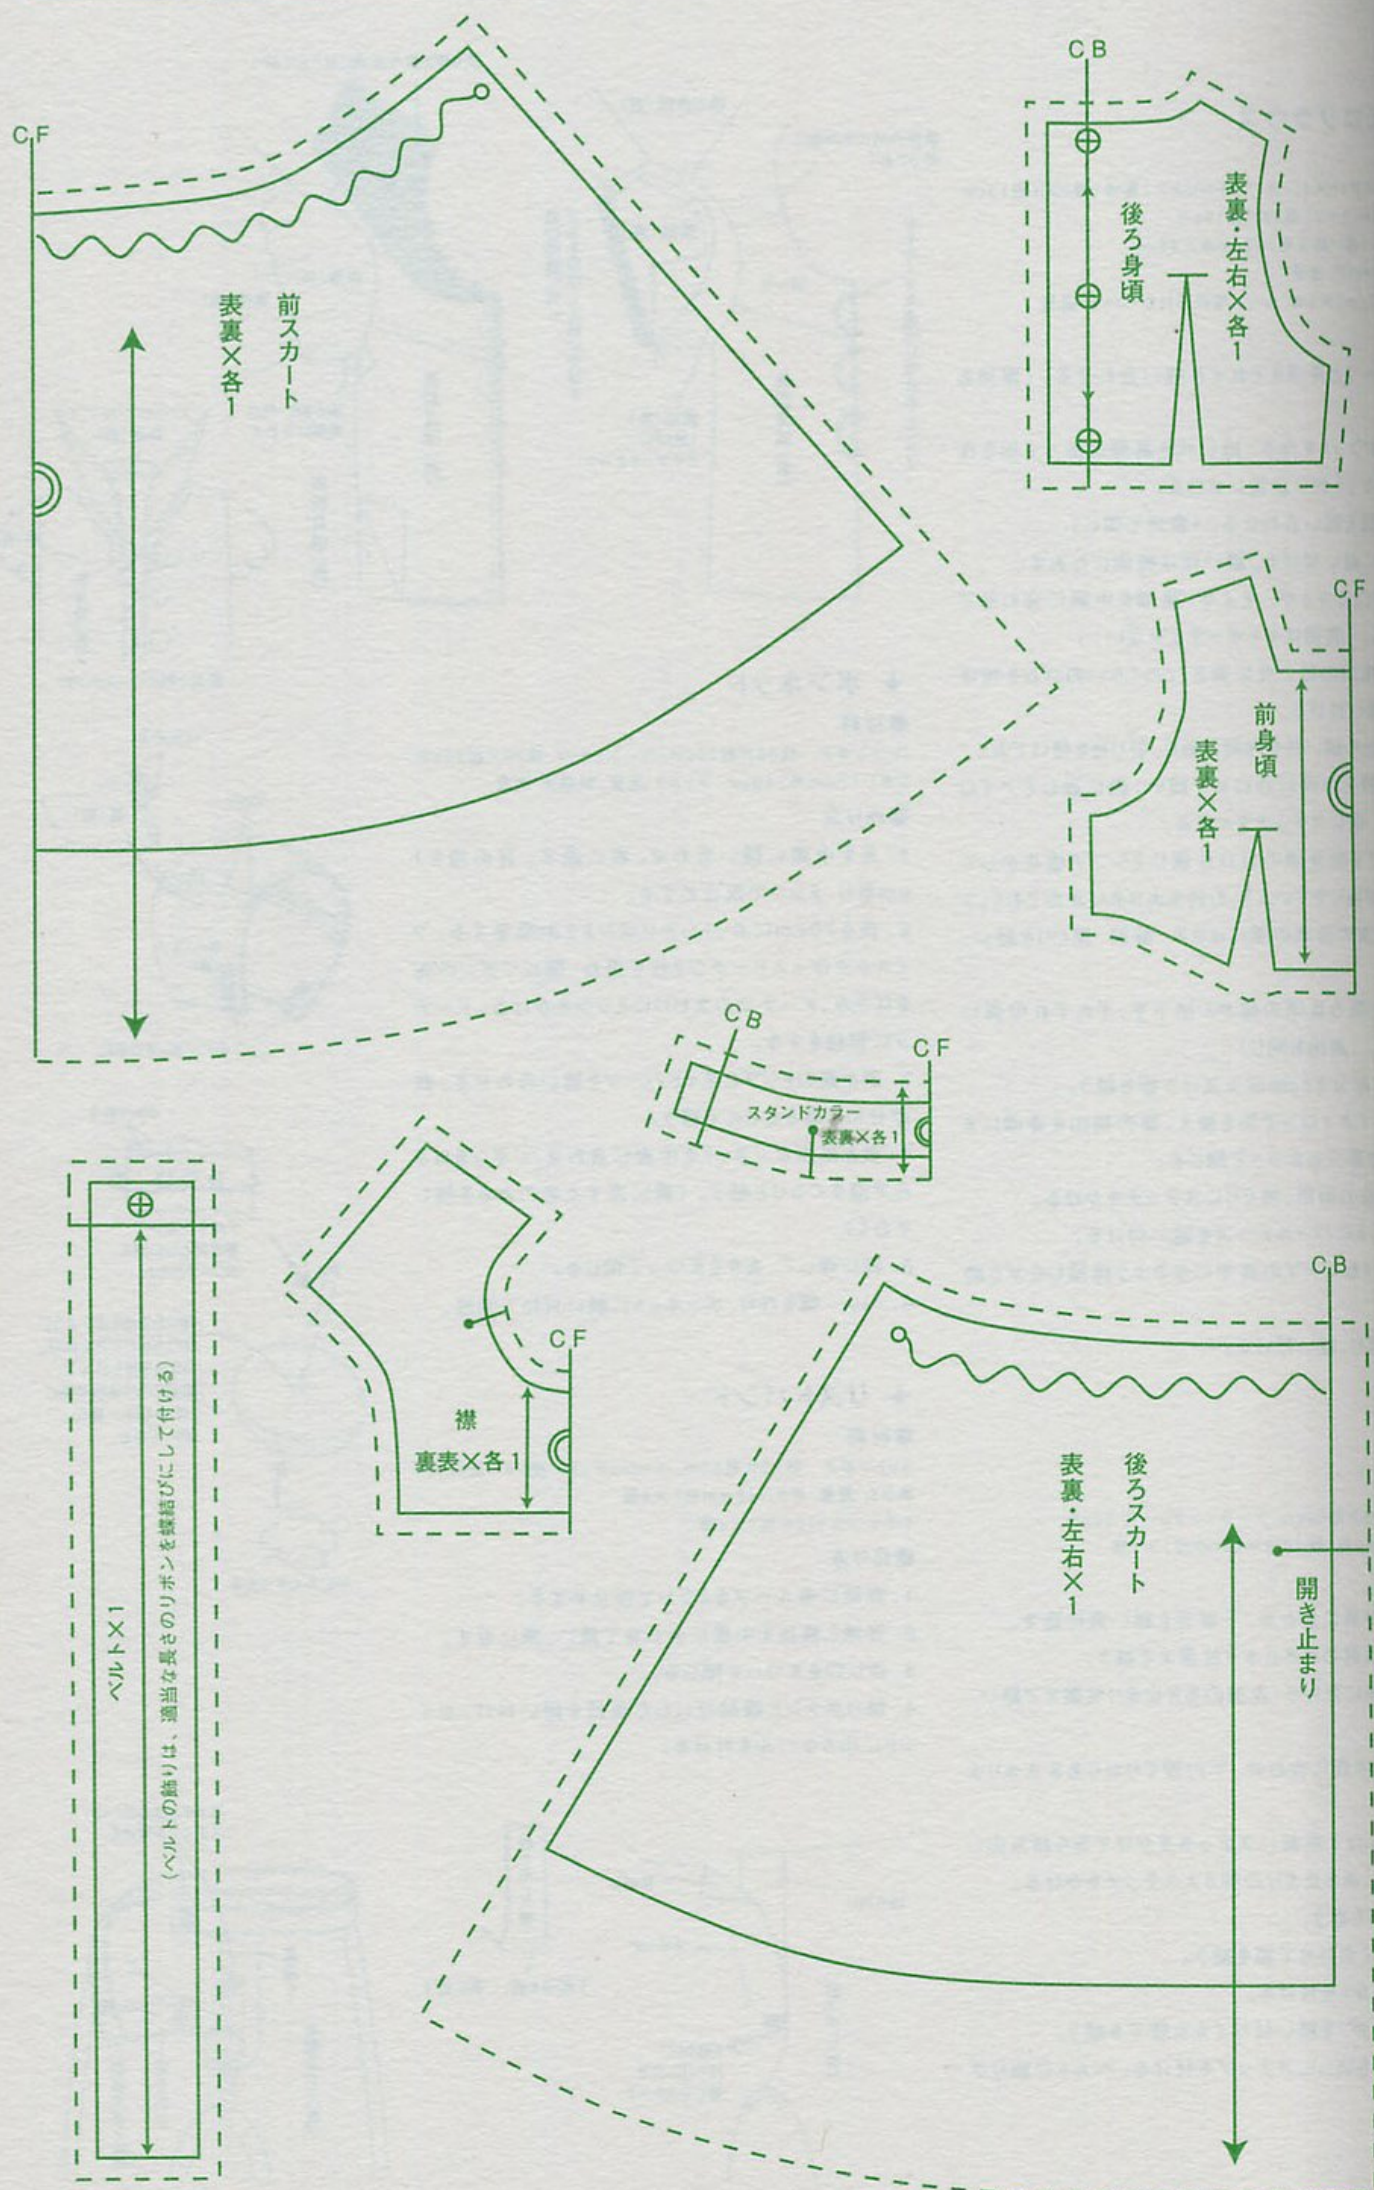 CF
前スカート
表裏×各1
CB
後ろ身頃
表裏・左右×各1
CF
前身頃
表裏×各1
CB
CF
スタンドカラー
表裏×各1
CF
襟
裏表×各1
ベルト×1
(ベルトの飾りは、適当な長さのリボンを蝶結びにして付ける)
CB
後ろスカート
表裏・左右×1
開き止まり